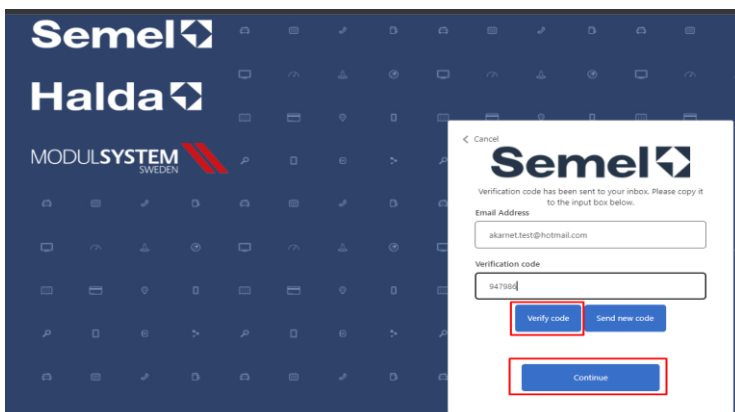 Semel
Halda
MODULSYSTEM
SWEDEN
Cancel
Semel
Verification code has been sent to your inbox. Please copy it
to the input box below.
Email Address
akarnet.test@hotmail.com
Verification code
947986
Verify code
Send new code
Continue